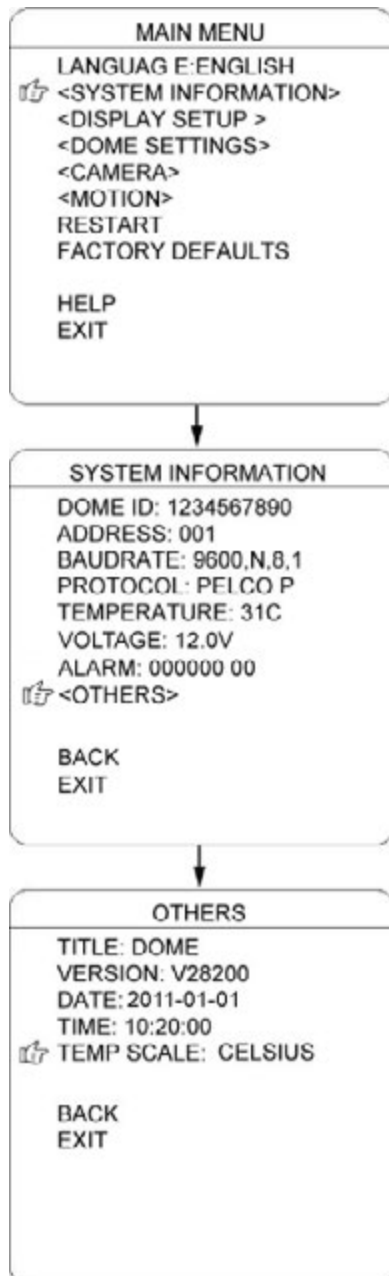 MAIN MENU
LANGUAG E:ENGLISH
<SYSTEM INFORMATION>
<DISPLAY SETUP >
<DOME SETTINGS>
<CAMERA>
<MOTION>
RESTART
FACTORY DEFAULTS
HELP
EXIT
SYSTEM INFORMATION
DOME ID: 1234567890
ADDRESS: 001
BAUDRATE: 9600,N,8,1
PROTOCOL: PELCO P
TEMPERATURE: 31C
VOLTAGE: 12.0V
ALARM: 000000 00
<OTHERS>
BACK
EXIT
OTHERS
TITLE: DOME
VERSION: V28200
DATE: 2011-01-01
TIME: 10:20:00
TEMP SCALE: CELSIUS
BACK
EXIT